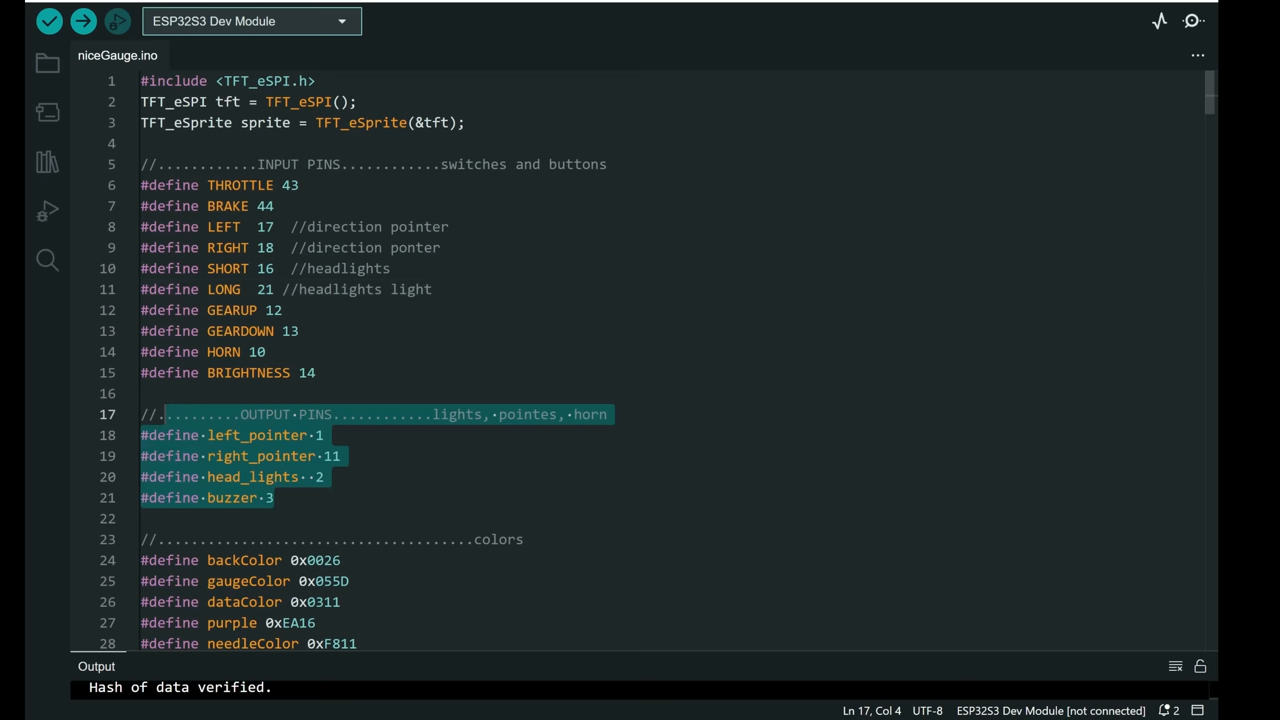 ESP32S3 Dev Module
niceGauge.ino
1 #include <TFT_eSPI.h>
2 TFT_eSPI tft = TFT_eSPI();
3 TFT_eSprite sprite = TFT_eSprite(&tft);
4
5 //............INPUT PINS............switches and buttons
6 #define THROTTLE 43
7 #define BRAKE 44
8 #define LEFT  17  //direction pointer
9 #define RIGHT 18  //direction ponter
10 #define SHORT 16  //headlights
11 #define LONG  21 //headlights light
12 #define GEARUP 12
13 #define GEARDOWN 13
14 #define HORN 10
15 #define BRIGHTNESS 14
16
17 //..........OUTPUT·PINS............lights,·pointes,·horn
18 #define·left_pointer·1
19 #define·right_pointer·11
20 #define·head_lights··2
21 #define·buzzer·3
22
23 //......................................colors
24 #define backColor 0x0026
25 #define gaugeColor 0x055D
26 #define dataColor 0x0311
27 #define purple 0xEA16
28 #define needleColor 0xF811
Output
Hash of data verified.
Ln 17, Col 4 UTF-8 ESP32S3 Dev Module [not connected] 2